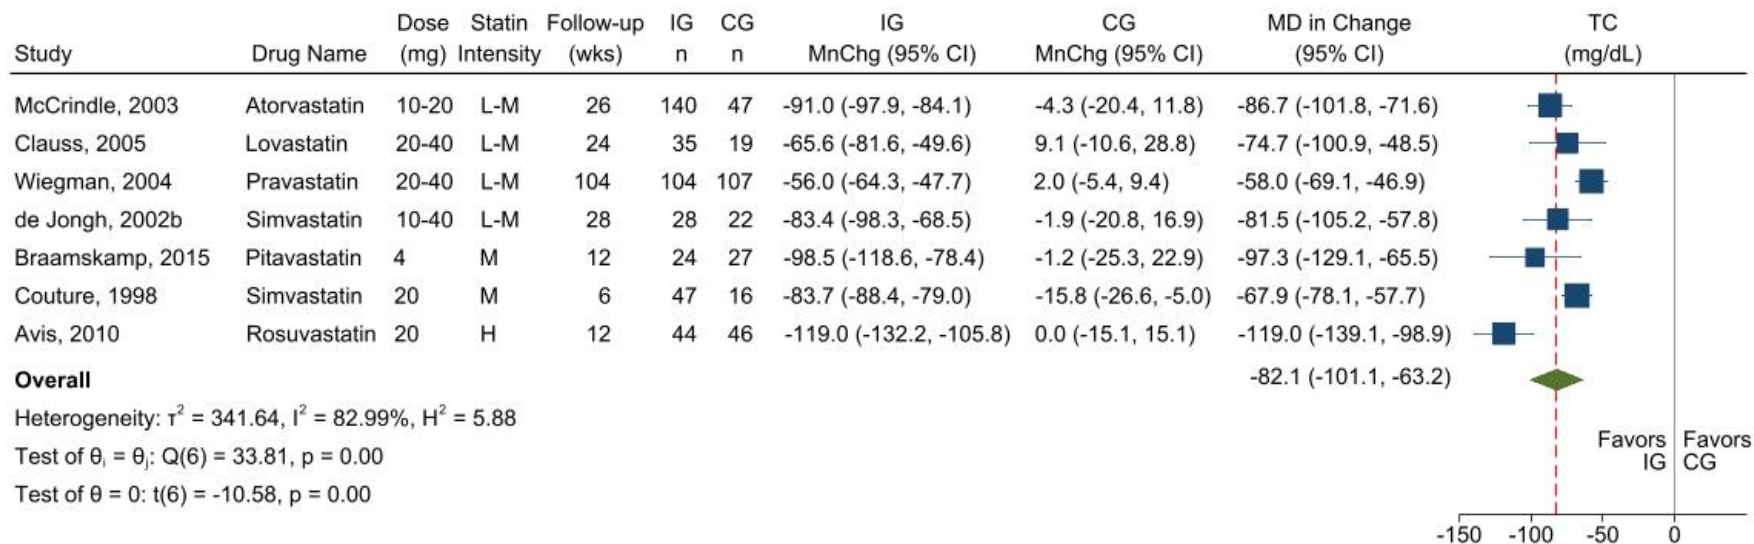 Dose Statin Follow-up IG CG IG CG MD in Change TC
Study Drug Name (mg) Intensity (wks) n n MnChg (95% CI) MnChg (95% CI) (95% CI) (mg/dL)
McCrindle, 2003 Atorvastatin 10-20 L-M 26 140 47 -91.0 (-97.9, -84.1) -4.3 (-20.4, 11.8) -86.7 (-101.8, -71.6)
Clauss, 2005 Lovastatin 20-40 L-M 24 35 19 -65.6 (-81.6, -49.6) 9.1 (-10.6, 28.8) -74.7 (-100.9, -48.5)
Wiegman, 2004 Pravastatin 20-40 L-M 104 104 107 -56.0 (-64.3, -47.7) 2.0 (-5.4, 9.4) -58.0 (-69.1, -46.9)
de Jongh, 2002b Simvastatin 10-40 L-M 28 28 22 -83.4 (-98.3, -68.5) -1.9 (-20.8, 16.9) -81.5 (-105.2, -57.8)
Braamskamp, 2015 Pitavastatin 4 M 12 24 27 -98.5 (-118.6, -78.4) -1.2 (-25.3, 22.9) -97.3 (-129.1, -65.5)
Couture, 1998 Simvastatin 20 M 6 47 16 -83.7 (-88.4, -79.0) -15.8 (-26.6, -5.0) -67.9 (-78.1, -57.7)
Avis, 2010 Rosuvastatin 20 H 12 44 46 -119.0 (-132.2, -105.8) 0.0 (-15.1, 15.1) -119.0 (-139.1, -98.9)
Overall -82.1 (-101.1, -63.2)
Heterogeneity: τ² = 341.64, I² = 82.99%, H² = 5.88
Test of θᵢ = θⱼ: Q(6) = 33.81, p = 0.00
Test of θ = 0: t(6) = -10.58, p = 0.00
Favors Favors
IG CG
-150 -100 -50 0